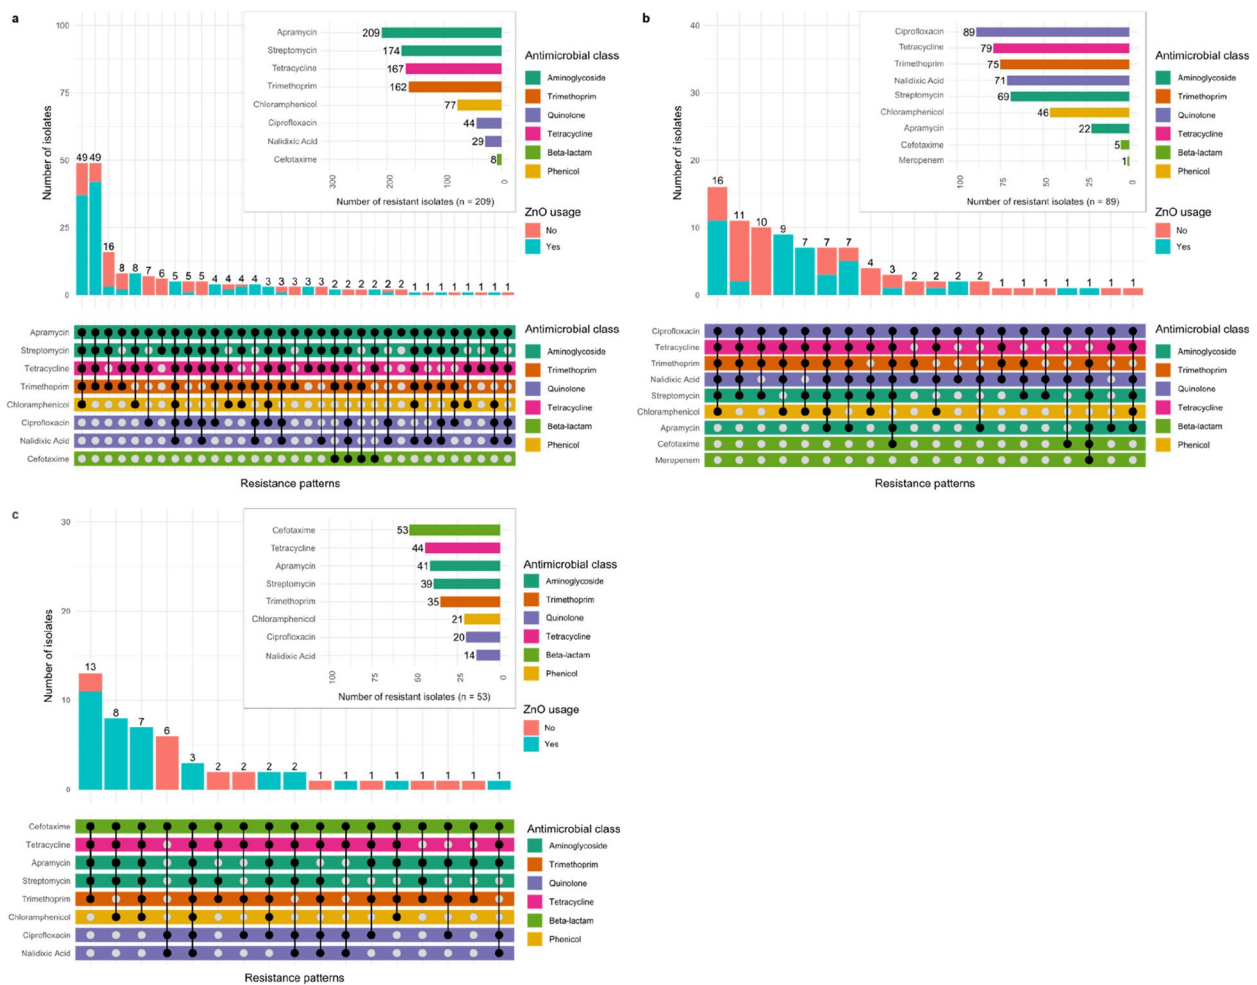 a
100
75
50
25
0
Number of isolates
49 49 16 8 8 7 6 5 5 5 4 4 4 4 3 3 3 3 3 2 2 2 2 2 2 1 1 1 1 1 1 1 1
Apramycin 209
Streptomycin 174
Tetracycline 167
Trimethoprim 162
Chloramphenicol 77
Ciprofloxacin 44
Nalidixic Acid 29
Cefotaxime 8
300 200 100 0
Number of resistant isolates (n = 209)
Antimicrobial class
Aminoglycoside
Trimethoprim
Quinolone
Tetracycline
Beta-lactam
Phenicol
ZnO usage
No
Yes
Apramycin
Streptomycin
Tetracycline
Trimethoprim
Chloramphenicol
Ciprofloxacin
Nalidixic Acid
Cefotaxime
Resistance patterns
Antimicrobial class
Aminoglycoside
Trimethoprim
Quinolone
Tetracycline
Beta-lactam
Phenicol
b
40
30
20
10
0
Number of isolates
16 11 10 9 7 7 7 4 3 2 2 2 2 1 1 1 1 1 1 1
Ciprofloxacin 89
Tetracycline 79
Trimethoprim 75
Nalidixic Acid 71
Streptomycin 69
Chloramphenicol 46
Apramycin 22
Cefotaxime 5
Meropenem 1
100 75 50 25 0
Number of resistant isolates (n = 89)
Antimicrobial class
Aminoglycoside
Trimethoprim
Quinolone
Tetracycline
Beta-lactam
Phenicol
ZnO usage
No
Yes
Ciprofloxacin
Tetracycline
Trimethoprim
Nalidixic Acid
Streptomycin
Chloramphenicol
Apramycin
Cefotaxime
Meropenem
Resistance patterns
Antimicrobial class
Aminoglycoside
Trimethoprim
Quinolone
Tetracycline
Beta-lactam
Phenicol
c
30
20
10
0
Number of isolates
13 8 7 6 3 2 2 2 2 1 1 1 1 1 1 1 1
Cefotaxime 53
Tetracycline 44
Apramycin 41
Streptomycin 39
Trimethoprim 35
Chloramphenicol 21
Ciprofloxacin 20
Nalidixic Acid 14
100 75 50 25 0
Number of resistant isolates (n = 53)
Antimicrobial class
Aminoglycoside
Trimethoprim
Quinolone
Tetracycline
Beta-lactam
Phenicol
ZnO usage
No
Yes
Cefotaxime
Tetracycline
Apramycin
Streptomycin
Trimethoprim
Chloramphenicol
Ciprofloxacin
Nalidixic Acid
Resistance patterns
Antimicrobial class
Aminoglycoside
Trimethoprim
Quinolone
Tetracycline
Beta-lactam
Phenicol